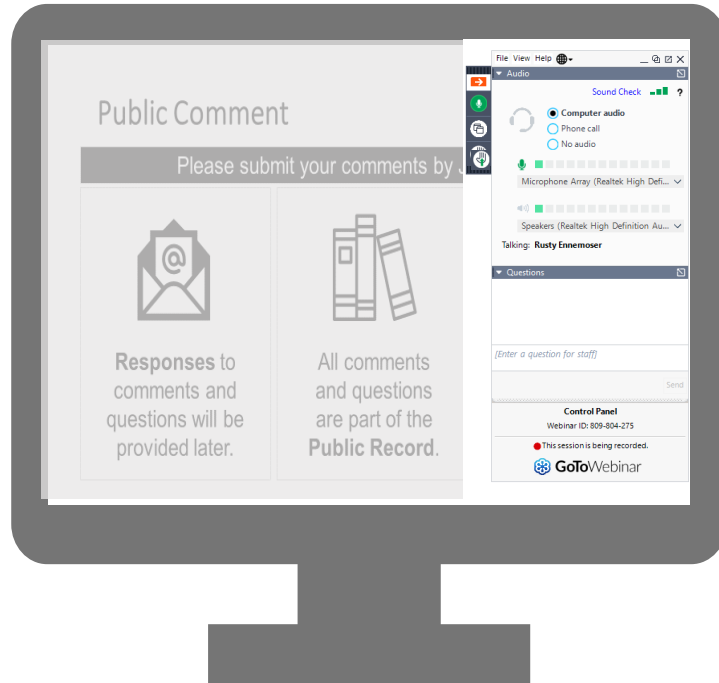 Public Comment
Please submit your comments by J
@
Responses to
comments and
questions will be
provided later.
All comments
and questions
are part of the
Public Record.
File View Help
Audio
Sound Check ?
Computer audio
Phone call
No audio
Microphone Array (Realtek High Defi...
Speakers (Realtek High Definition Au...
Talking: Rusty Ennemoser
Questions
[Enter a question for staff]
Send
Control Panel
Webinar ID: 809-804-275
This session is being recorded.
GoToWebinar